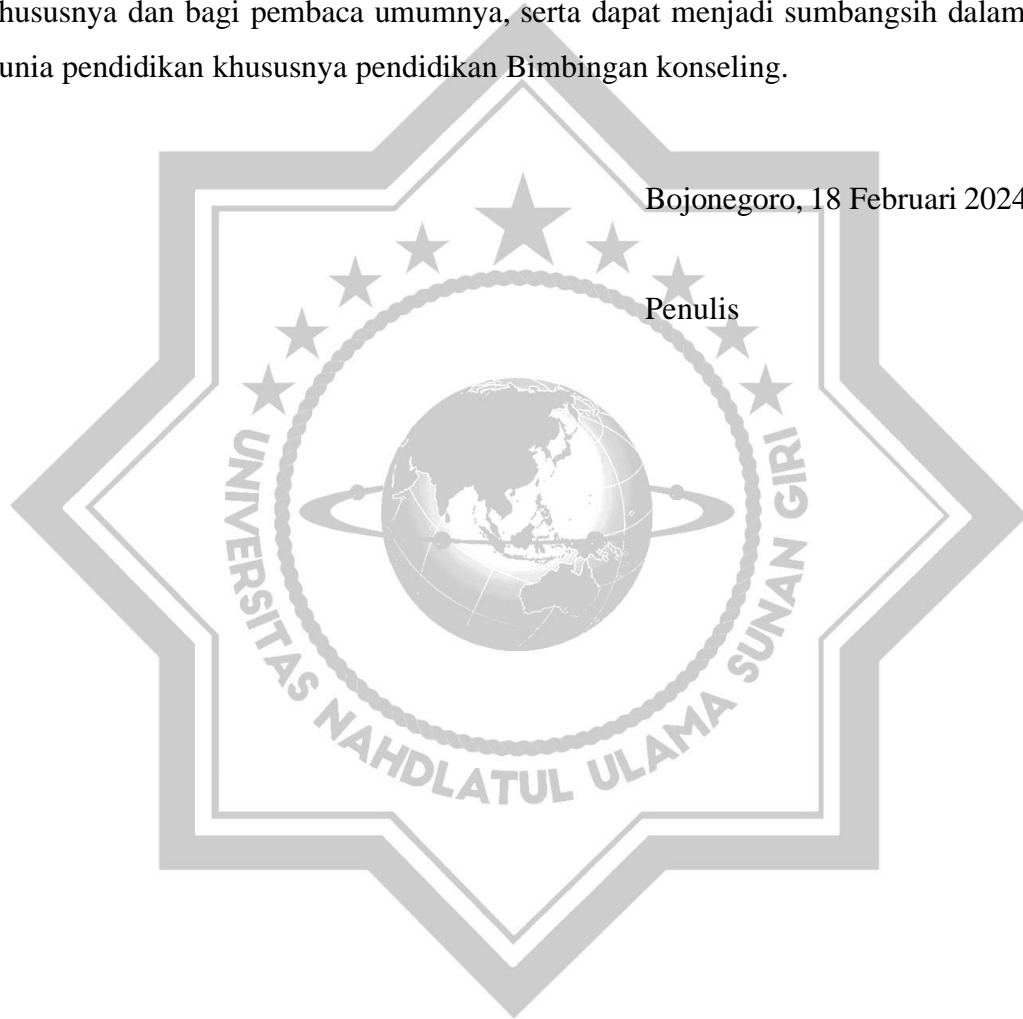 hususnya dan bagi pembaca umumnya, serta dapat menjadi sumbangsih dalam
unia pendidikan khususnya pendidikan Bimbingan konseling.
Bojonegoro, 18 Februari 2024
Penulis
UNIVERSITAS NAHDLATUL ULAMA SUNAN GIRI